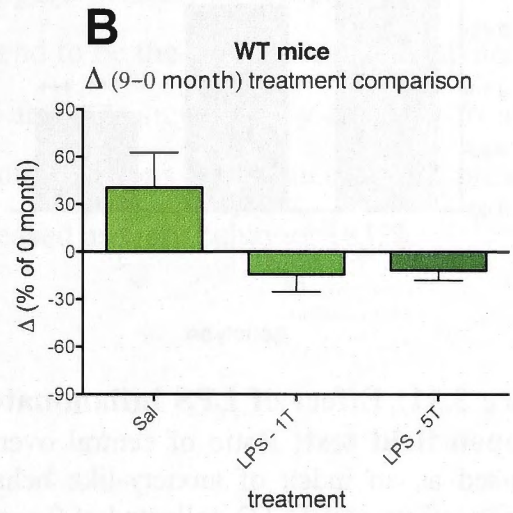 B
WT mice
Δ (9–0 month) treatment comparison
Δ (% of 0 month)
90
60
30
0
-30
-60
-90
Sal
LPS - 1T
LPS - 5T
treatment